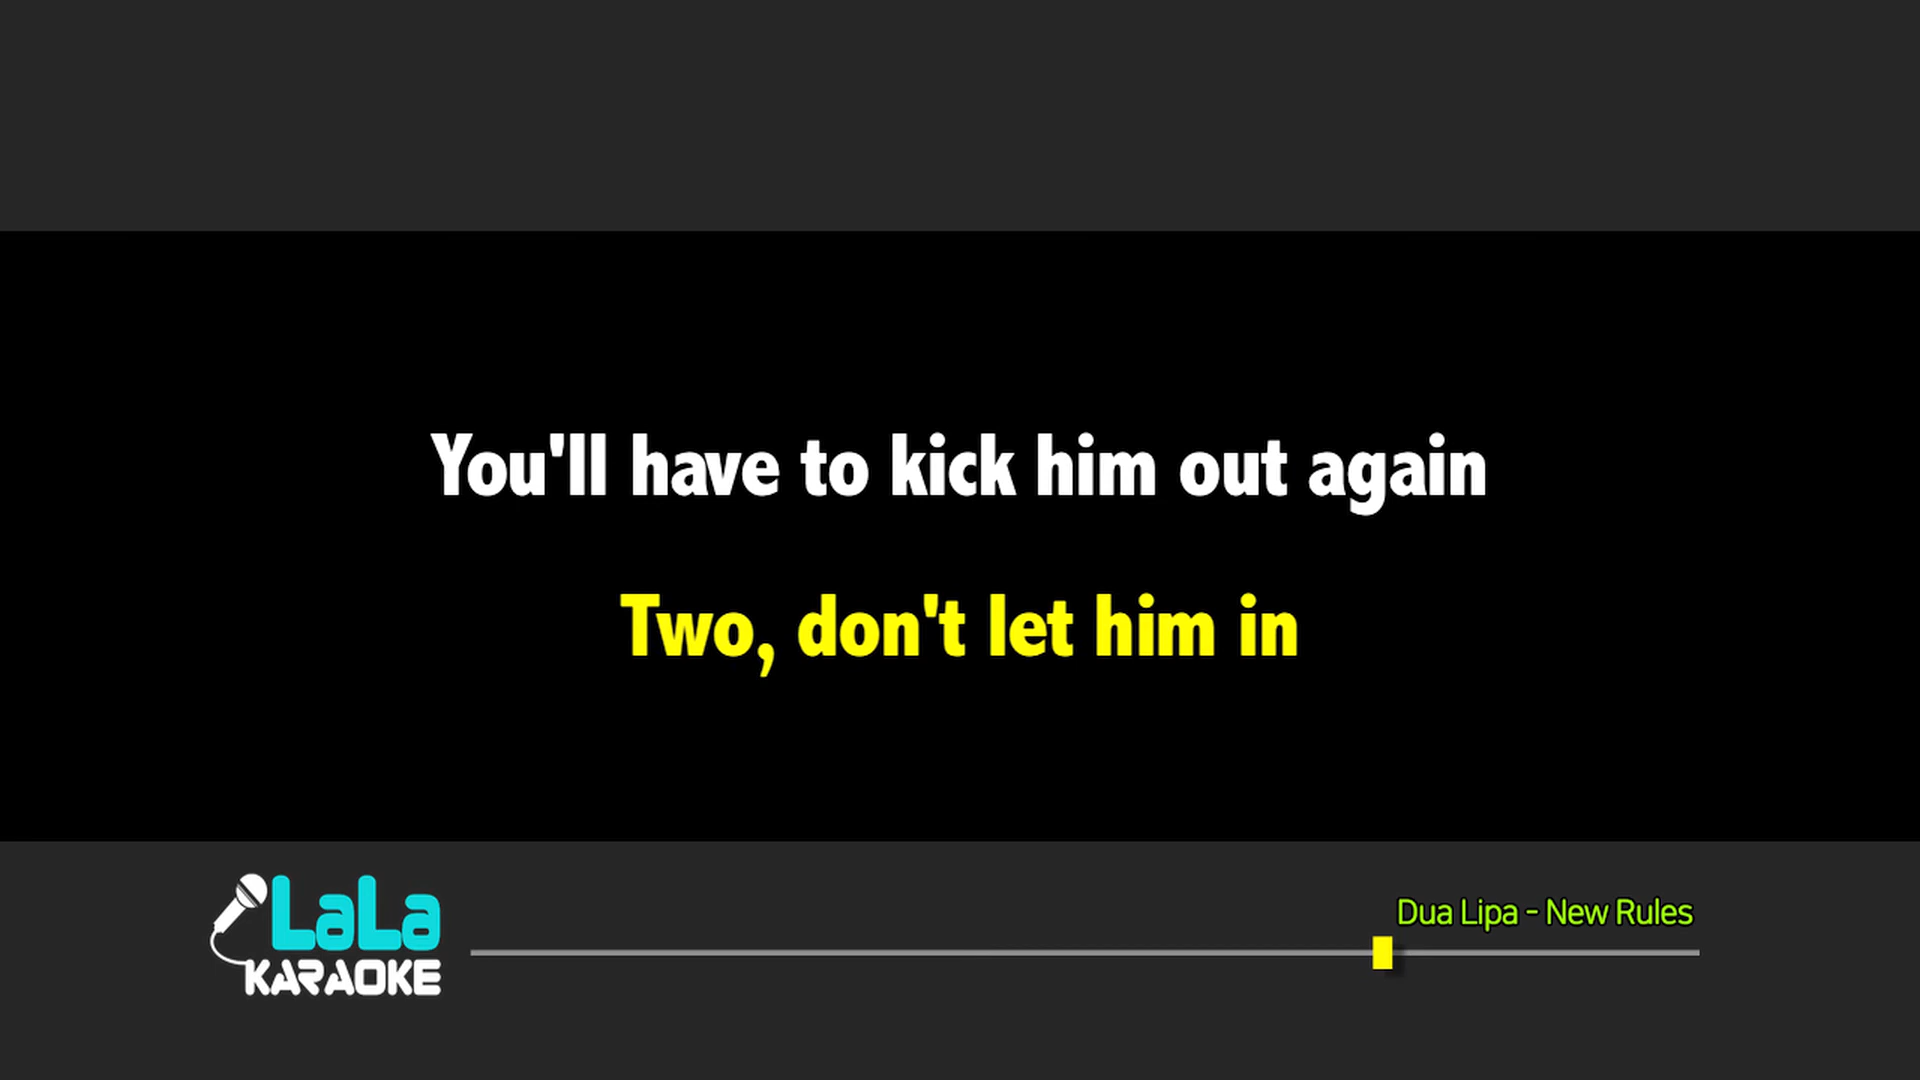 You'll have to kick him out again
Two, don't let him in
Dua Lipa - New Rules
LaLa
KARAOKE